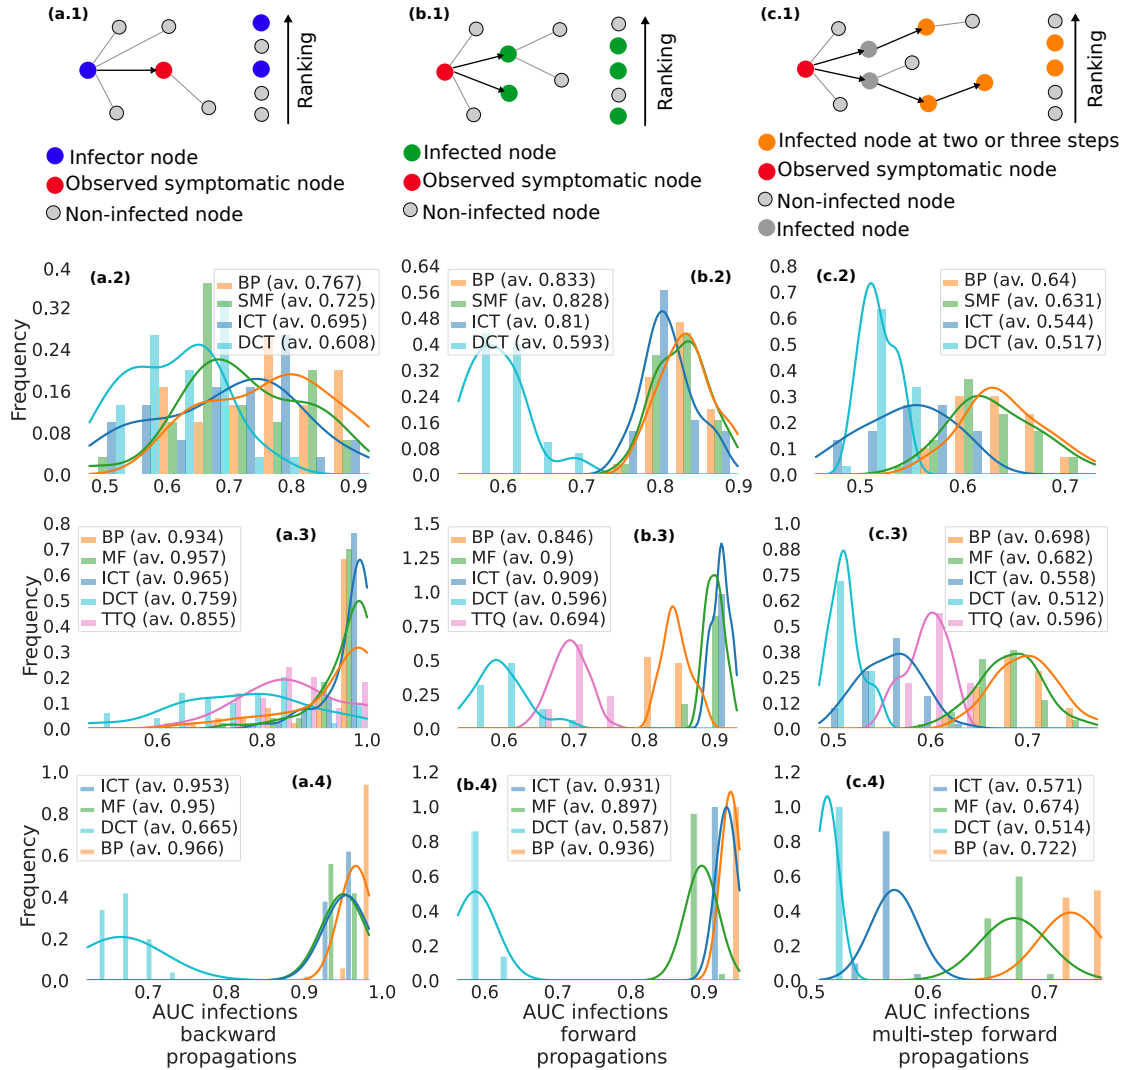 (a.1)
Ranking
Infector node
Observed symptomatic node
Non-infected node
(b.1)
Ranking
Infected node
Observed symptomatic node
Non-infected node
(c.1)
Ranking
Infected node at two or three steps
Observed symptomatic node
Non-infected node
Infected node
(a.2)
BP (av. 0.767)
SMF (av. 0.725)
ICT (av. 0.695)
DCT (av. 0.608)
Frequency
0.4
0.32
0.24
0.16
0.08
0.0
0.5 0.6 0.7 0.8 0.9
(b.2)
BP (av. 0.833)
SMF (av. 0.828)
ICT (av. 0.81)
DCT (av. 0.593)
0.64
0.56
0.48
0.4
0.32
0.24
0.16
0.08
0.0
0.6 0.7 0.8 0.9
(c.2)
BP (av. 0.64)
SMF (av. 0.631)
ICT (av. 0.544)
DCT (av. 0.517)
0.8
0.7
0.6
0.5
0.4
0.3
0.2
0.1
0.0
0.5 0.6 0.7
(a.3)
BP (av. 0.934)
MF (av. 0.957)
ICT (av. 0.965)
DCT (av. 0.759)
TTQ (av. 0.855)
Frequency
0.8
0.7
0.6
0.5
0.4
0.3
0.2
0.1
0.0
0.6 0.8 1.0
(b.3)
BP (av. 0.846)
MF (av. 0.9)
ICT (av. 0.909)
DCT (av. 0.596)
TTQ (av. 0.694)
1.5
1.25
1.0
0.75
0.5
0.25
0.0
0.6 0.7 0.8 0.9
(c.3)
BP (av. 0.698)
MF (av. 0.682)
ICT (av. 0.558)
DCT (av. 0.512)
TTQ (av. 0.596)
1.0
0.88
0.75
0.62
0.5
0.38
0.25
0.12
0.0
0.5 0.6 0.7
(a.4)
ICT (av. 0.953)
MF (av. 0.95)
DCT (av. 0.665)
BP (av. 0.966)
Frequency
1.0
0.8
0.6
0.4
0.2
0.0
0.7 0.8 0.9 1.0
AUC infections
backward
propagations
(b.4)
ICT (av. 0.931)
MF (av. 0.897)
DCT (av. 0.587)
BP (av. 0.936)
1.2
1.0
0.8
0.6
0.4
0.2
0.0
0.6 0.7 0.8 0.9
AUC infections
forward
propagations
(c.4)
ICT (av. 0.571)
MF (av. 0.674)
DCT (av. 0.514)
BP (av. 0.722)
1.2
1.0
0.8
0.6
0.4
0.2
0.0
0.5 0.6 0.7
AUC infections
multi-step forward
propagations